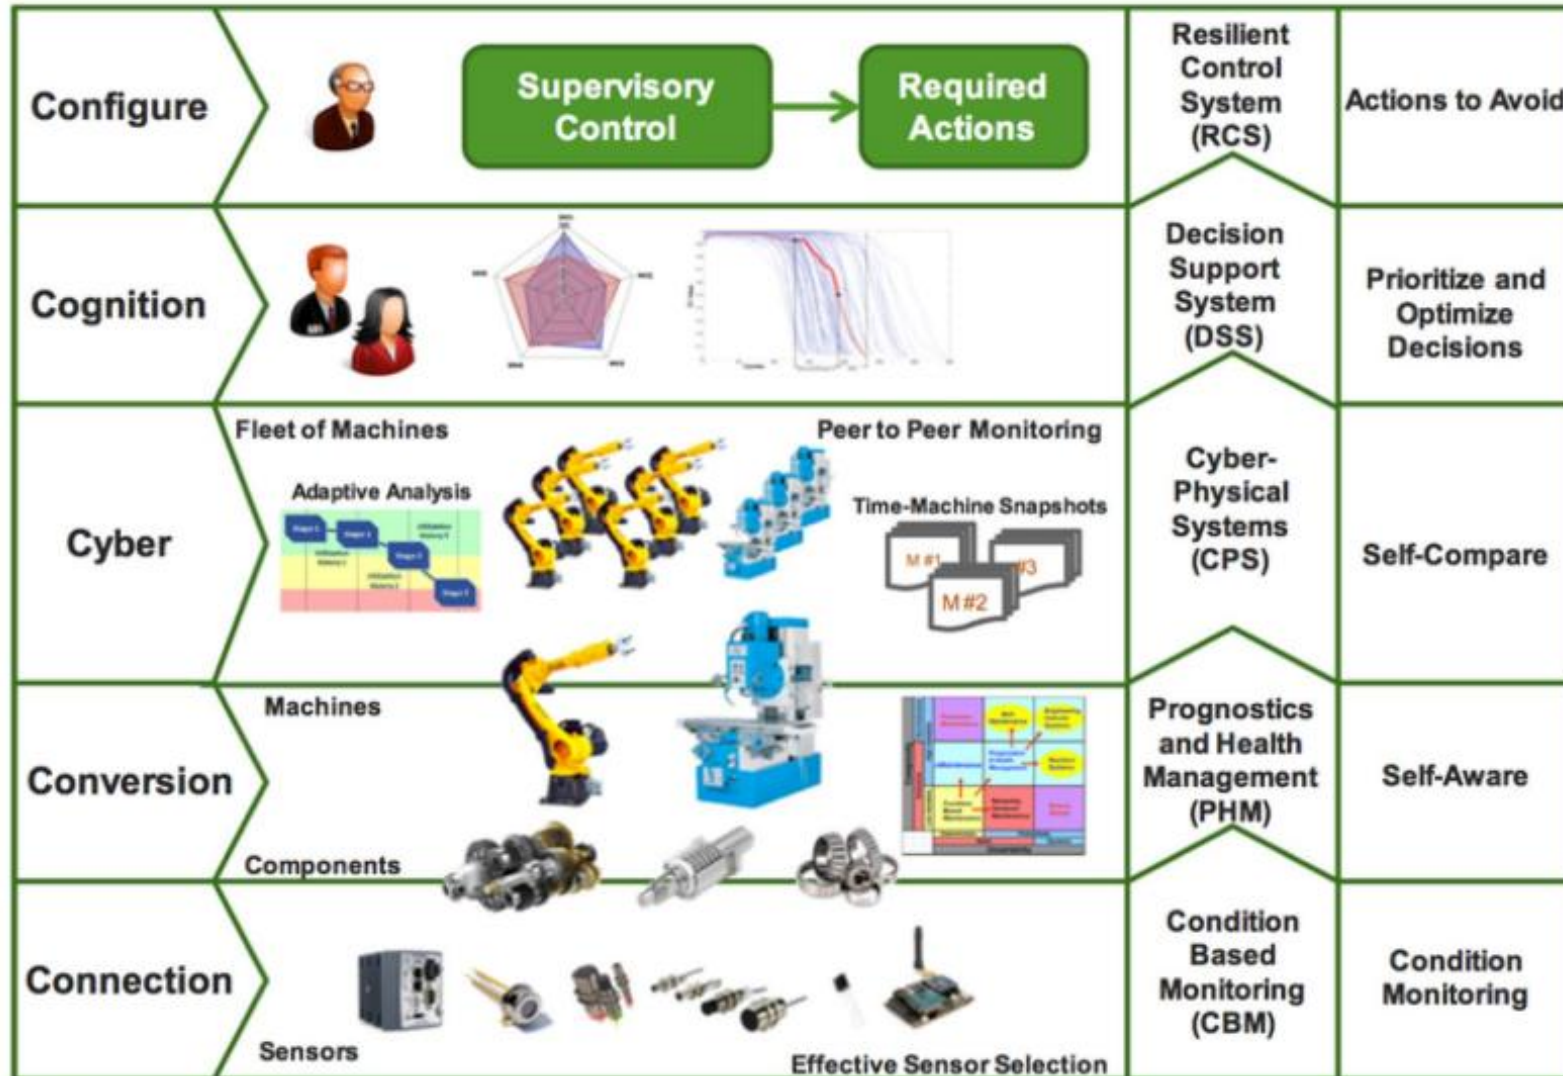 Configure
Supervisory
Control
Required
Actions
Resilient
Control
System
(RCS)
Actions to Avoid
Cognition
Decision
Support
System
(DSS)
Prioritize and
Optimize
Decisions
Cyber
Fleet of Machines
Peer to Peer Monitoring
Adaptive Analysis
Time-Machine Snapshots
M #1
#3
M #2
Cyber-
Physical
Systems
(CPS)
Self-Compare
Conversion
Machines
Components
Prognostics
and Health
Management
(PHM)
Self-Aware
Connection
Sensors
Effective Sensor Selection
Condition
Based
Monitoring
(CBM)
Condition
Monitoring